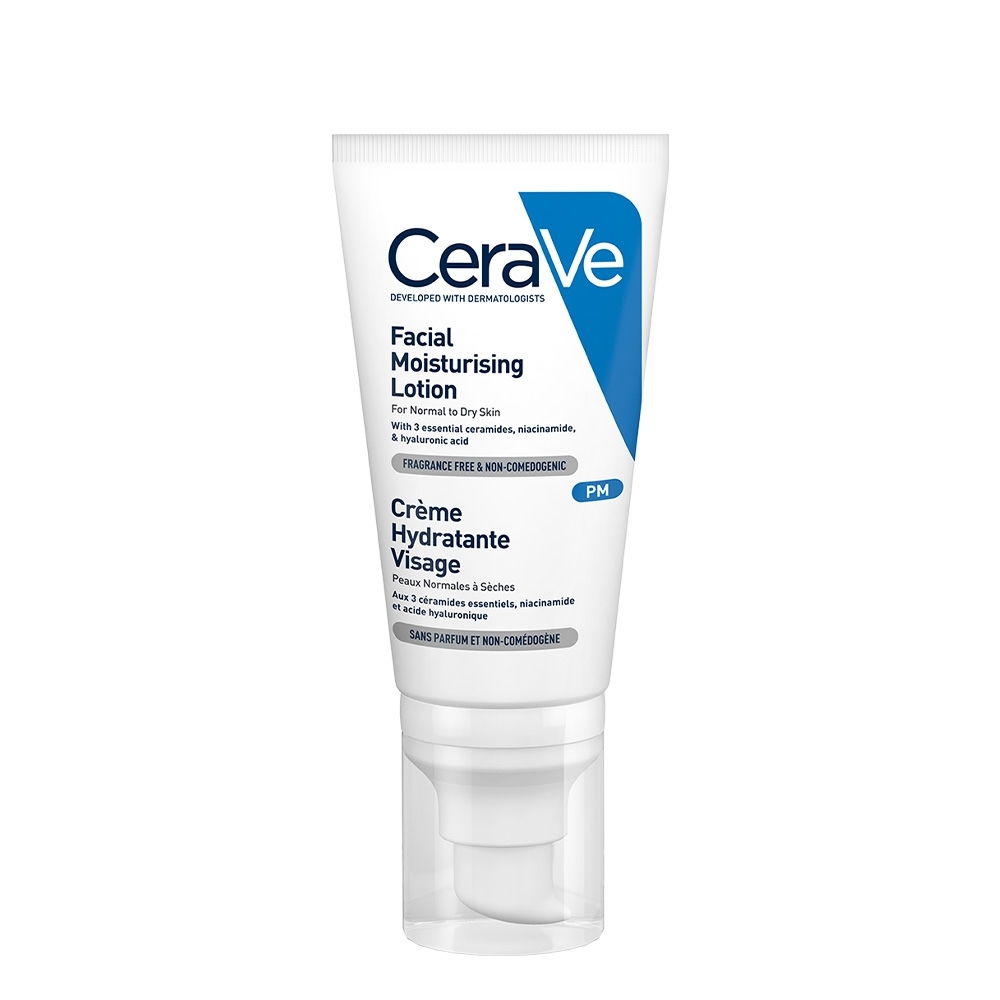 CeraVe
DEVELOPED WITH DERMATOLOGISTS
Facial
Moisturising
Lotion
For Normal to Dry Skin
With 3 essential ceramides, niacinamide,
& hyaluronic acid
FRAGRANCE FREE & NON-COMEDOGENIC
PM
Crème
Hydratante
Visage
Peaux Normales à Sèches
Aux 3 céramides essentiels, niacinamide
et acide hyaluronique
SANS PARFUM ET NON-COMÉDOGÈNE